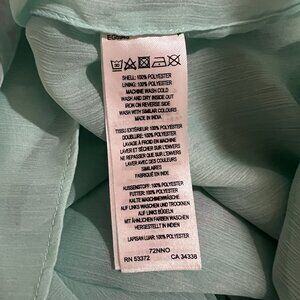 SHELL: 100% POLYESTER
LINING: 100% POLYESTER
MACHINE WASH COLD
WASH AND DRY INSIDE OUT
IRON ON REVERSE SIDE
WASH WITH SIMILAR COLOURS
MADE IN INDIA
TISSU EXTÉRIEUR: 100% POLYESTER
DOUBLURE: 100% POLYESTER
LAVAGE À FROID EN MACHINE
LAVER ET SÉCHER SUR L'ENVERS
NE REPASSER QUE SUR L'ENVERS
LAVER AVEC DES COULEURS
SIMILAIRES
FABRIQUÉ EN INDE
AUSSENSTOFF: 100% POLYESTER
FUTTER: 100% POLYESTER
KALTE MASCHINENWÄSCHE
AUF LINKS WASCHEN UND TROCKNEN
AUF LINKS BÜGELN
MIT ÄHNLICHEN FARBEN WASCHEN
HERGESTELLT IN INDIEN
LAPISAN LUAR: 100% POLYESTER
72NNO
RN 53372 CA 34338